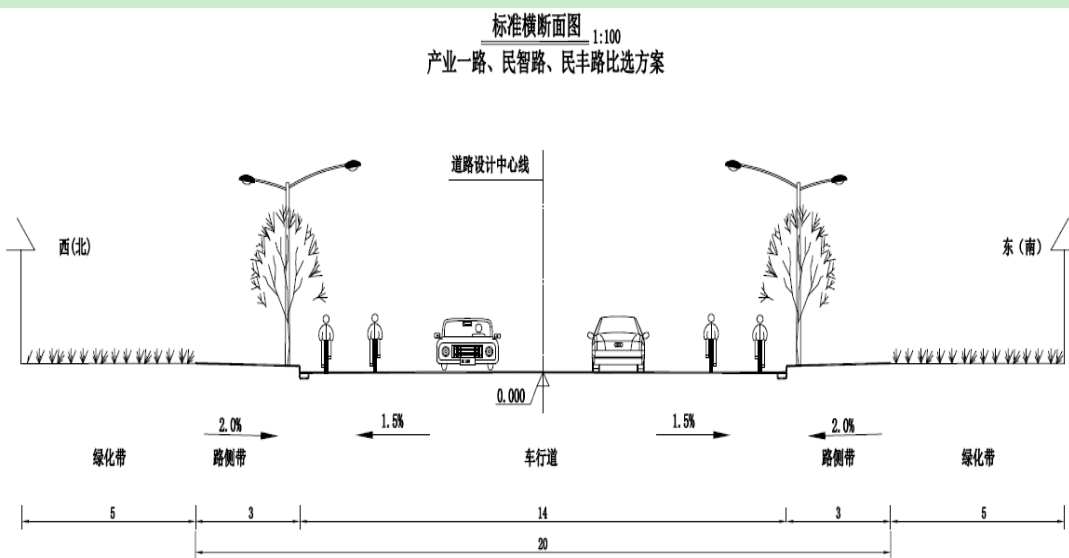 标准横断面图 1:100
产业一路、民智路、民丰路比选方案
道路设计中心线
西(北)
东（南）
0.000
2.0%
1.5%
1.5%
2.0%
绿化带
路侧带
车行道
路侧带
绿化带
5
3
14
3
5
20